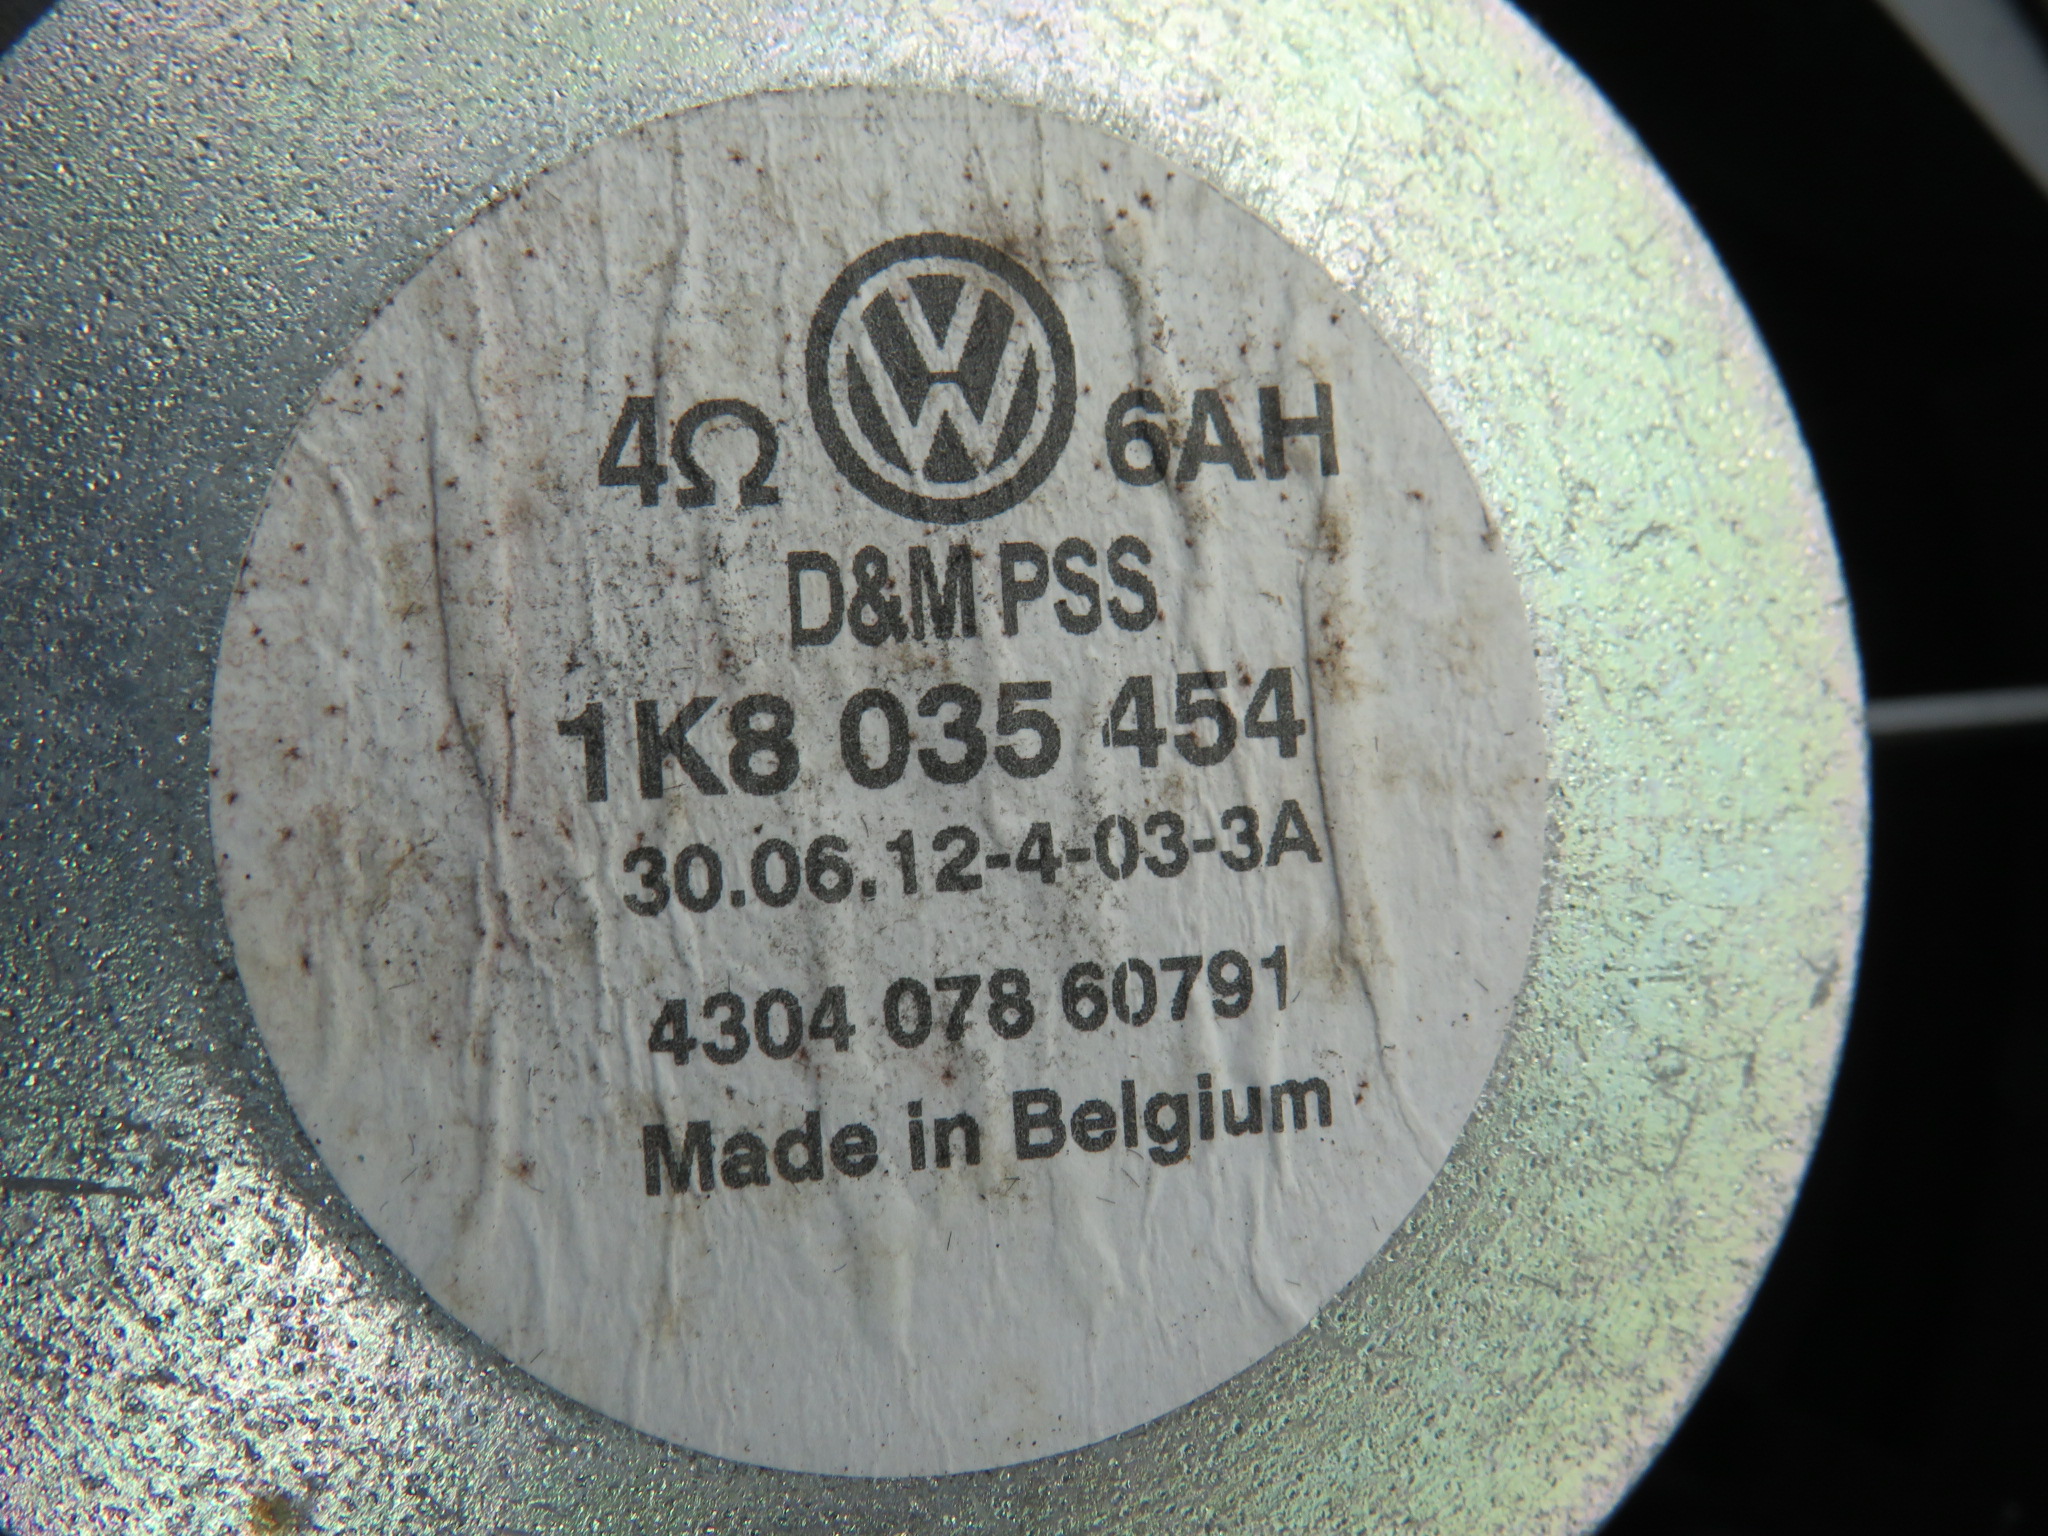 4Ω 6AH
D&M PSS
1K8 035 454
30.06.12-4-03-3A
4304 078 60791
Made in Belgium